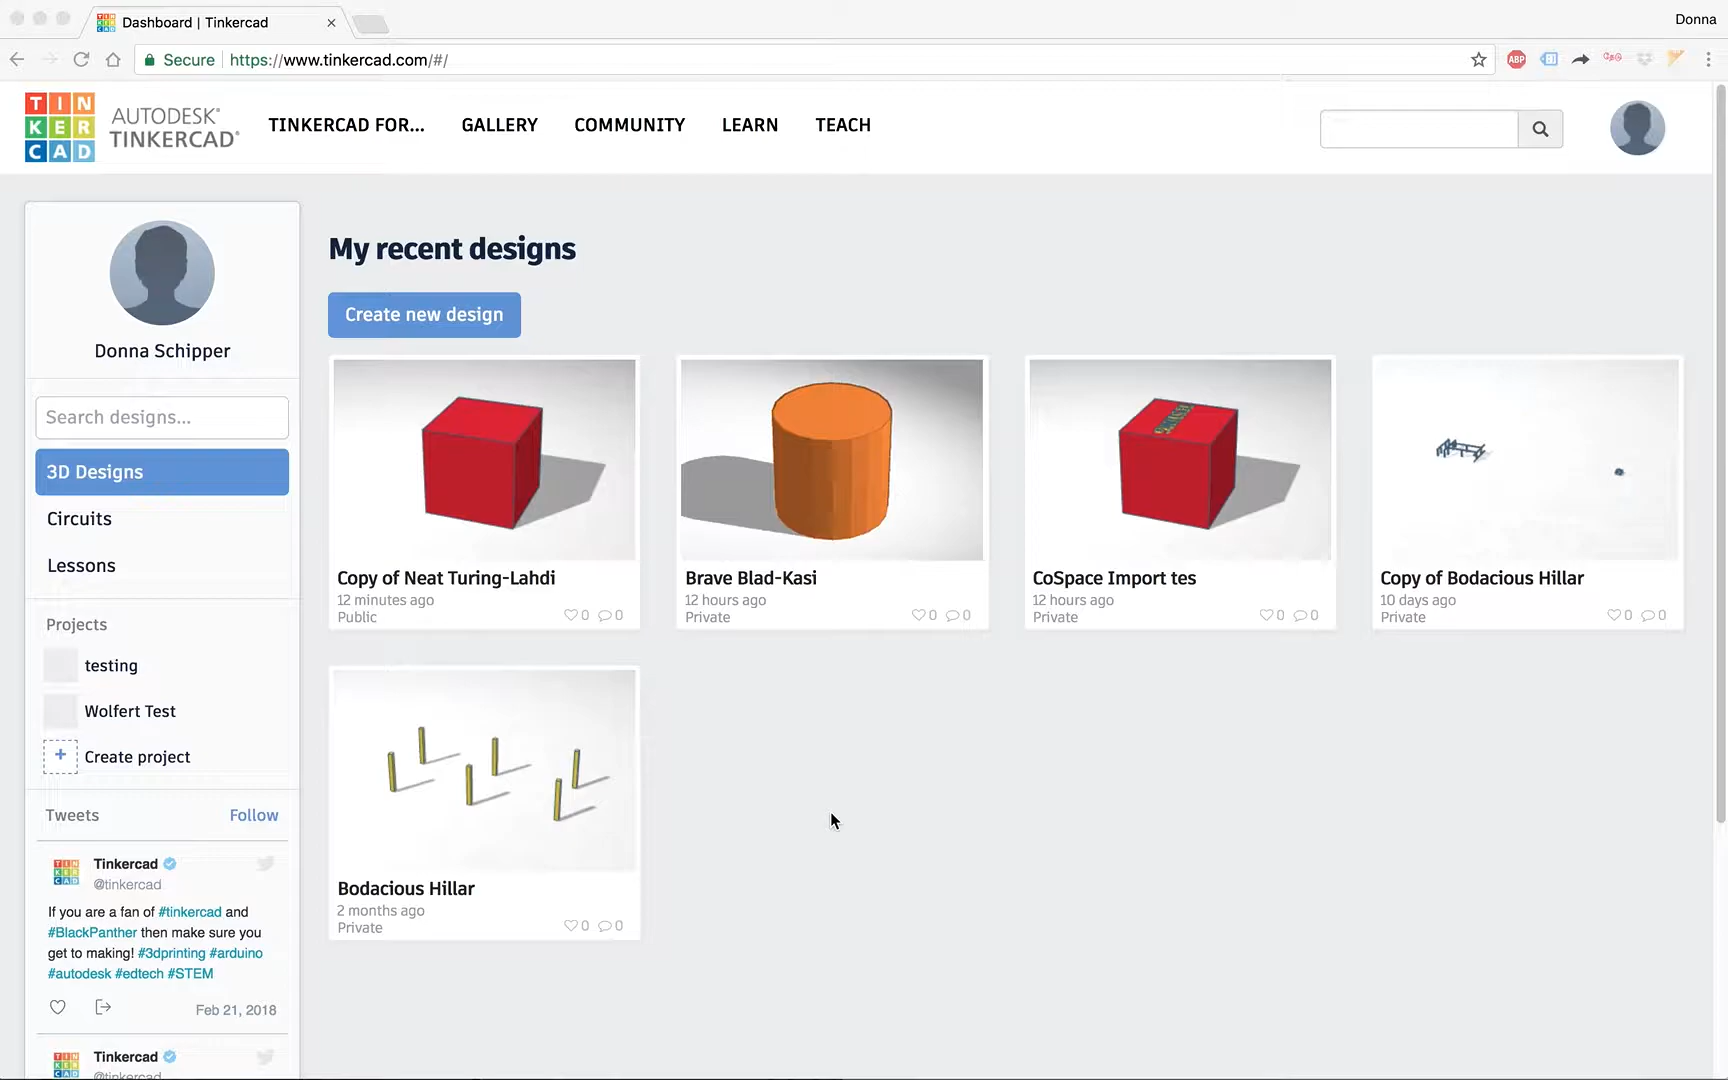 Dashboard | Tinkercad
Donna
Secure
https://www.tinkercad.com/#/
ABP
TIN
KER
CAD
AUTODESK®
TINKERCAD®
TINKERCAD FOR...
GALLERY
COMMUNITY
LEARN
TEACH
Donna Schipper
Search designs...
3D Designs
Circuits
Lessons
Projects
testing
Wolfert Test
+
Create project
Tweets
Follow
Tinkercad
@tinkercad
If you are a fan of #tinkercad and
#BlackPanther then make sure you
get to making! #3dprinting #arduino
#autodesk #edtech #STEM
Feb 21, 2018
Tinkercad
@tinkercad
My recent designs
Create new design
Copy of Neat Turing-Lahdi
12 minutes ago
Public
0
0
Brave Blad-Kasi
12 hours ago
Private
0
0
CoSpace Import tes
12 hours ago
Private
0
0
Copy of Bodacious Hillar
10 days ago
Private
0
0
Bodacious Hillar
2 months ago
Private
0
0